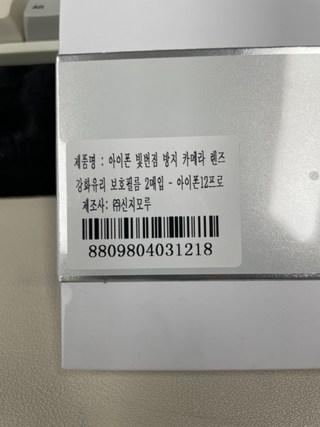 제품명 : 아이폰 빛번짐 방지 카메라 렌즈
강화유리 보호필름 2매입 - 아이폰12프로
제조사: ㈜신지모루
8809804031218